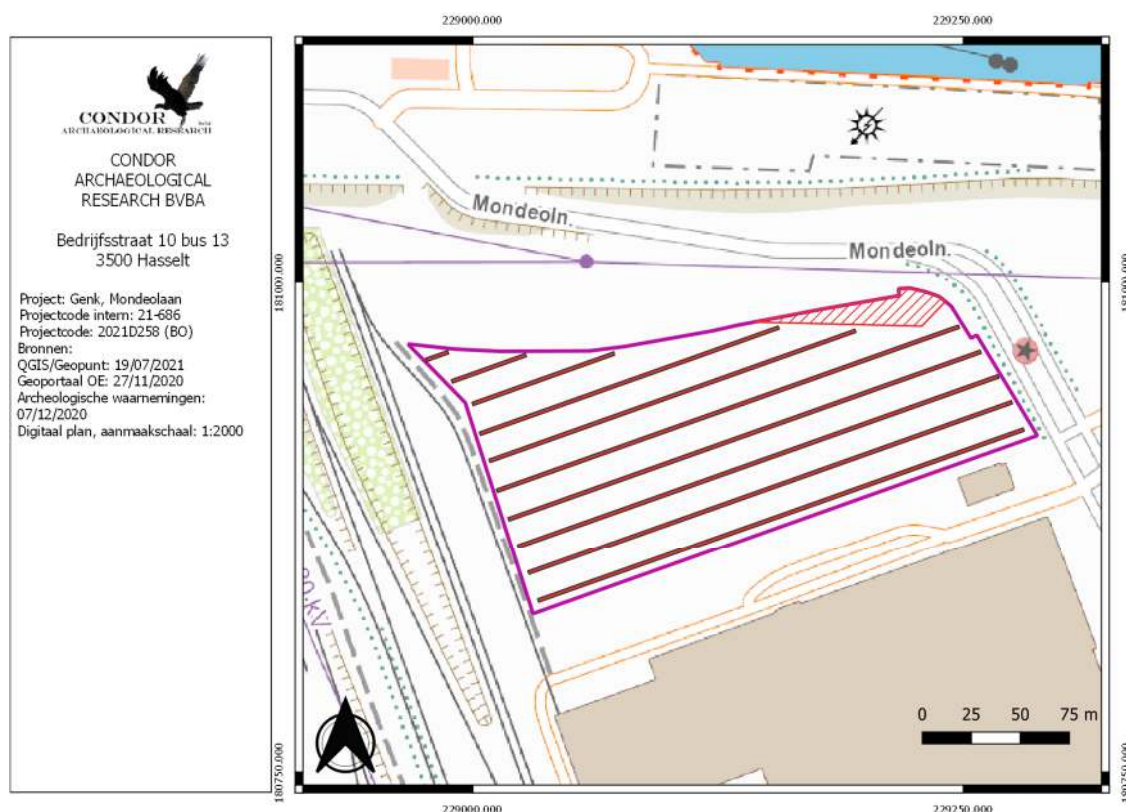 229000.000
229250.000
CONDOR
ARCHAEOLOGICAL RESEARCH
CONDOR
ARCHAEOLOGICAL
RESEARCH BVBA
Bedrijfsstraat 10 bus 13
3500 Hasselt
Project: Genk, Mondeolaan
Projectcode intern: 21-686
Projectcode: 2021D258 (BO)
Bronnen:
QGIS/Geopunt: 19/07/2021
Geoportaal OE: 27/11/2020
Archeologische waarnemingen:
07/12/2020
Digitaal plan, aanmaakschaal: 1:2000
Mondeoln.
Mondeoln.
181000.000
181000.000
kV
0 25 50 75 m
180750.000
180750.000
229000.000
229250.000